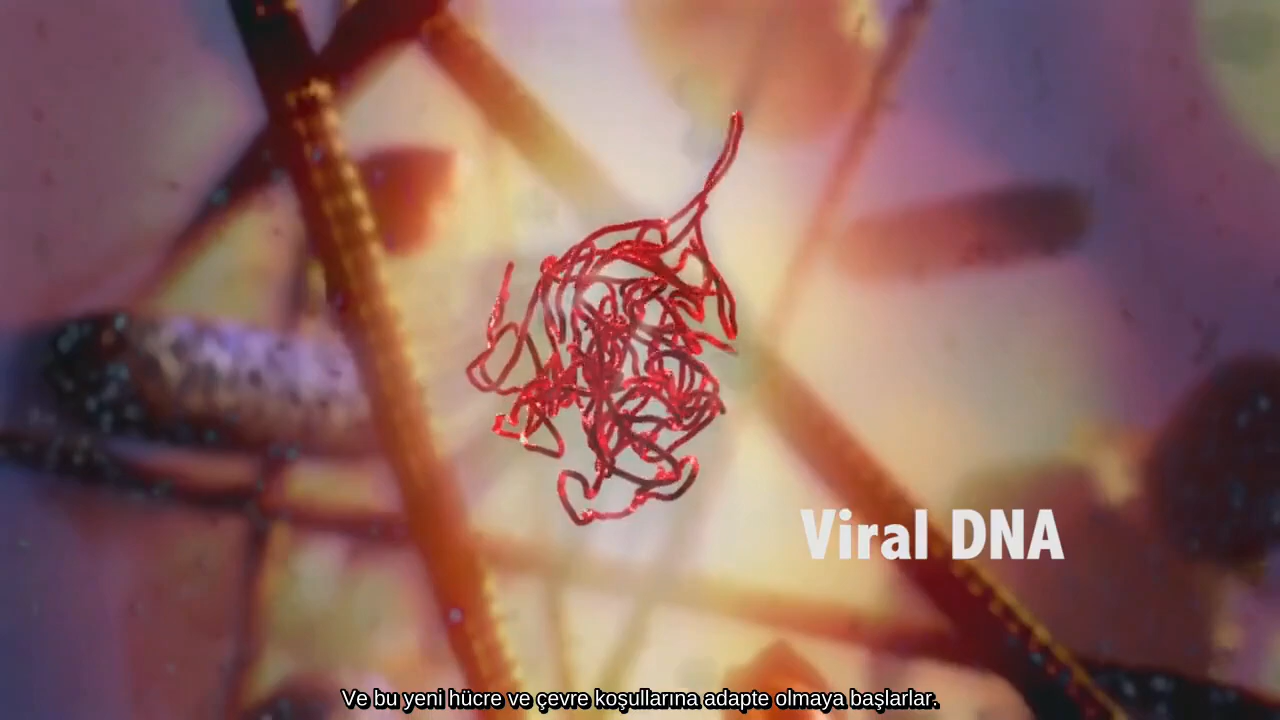 Viral DNA
Ve bu yeni hücre ve çevre koşullarına adapte olmaya başlarlar.